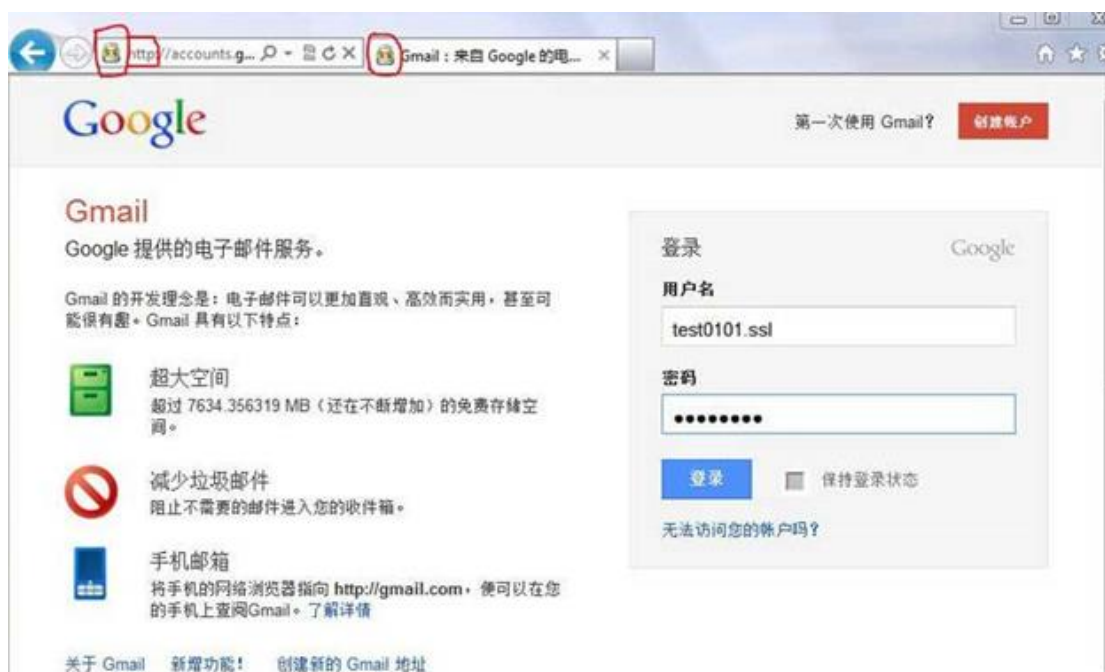 http://accounts.g...
Gmail：来自 Google 的电...
Google
第一次使用 Gmail？
创建帐户
Gmail
Google 提供的电子邮件服务。
Gmail 的开发理念是：电子邮件可以更加直观、高效而实用，甚至可
能很有趣。Gmail 具有以下特点：
超大空间
超过 7634.356319 MB（还在不断增加）的免费存储空
间。
减少垃圾邮件
阻止不需要的邮件进入您的收件箱。
手机邮箱
将手机的网络浏览器指向 http://gmail.com，便可以在您
的手机上查阅Gmail。了解详情
关于 Gmail 新增功能！ 创建新的 Gmail 地址
登录 Google
用户名
test0101.ssl
密码
••••••••
登录 保持登录状态
无法访问您的帐户吗？